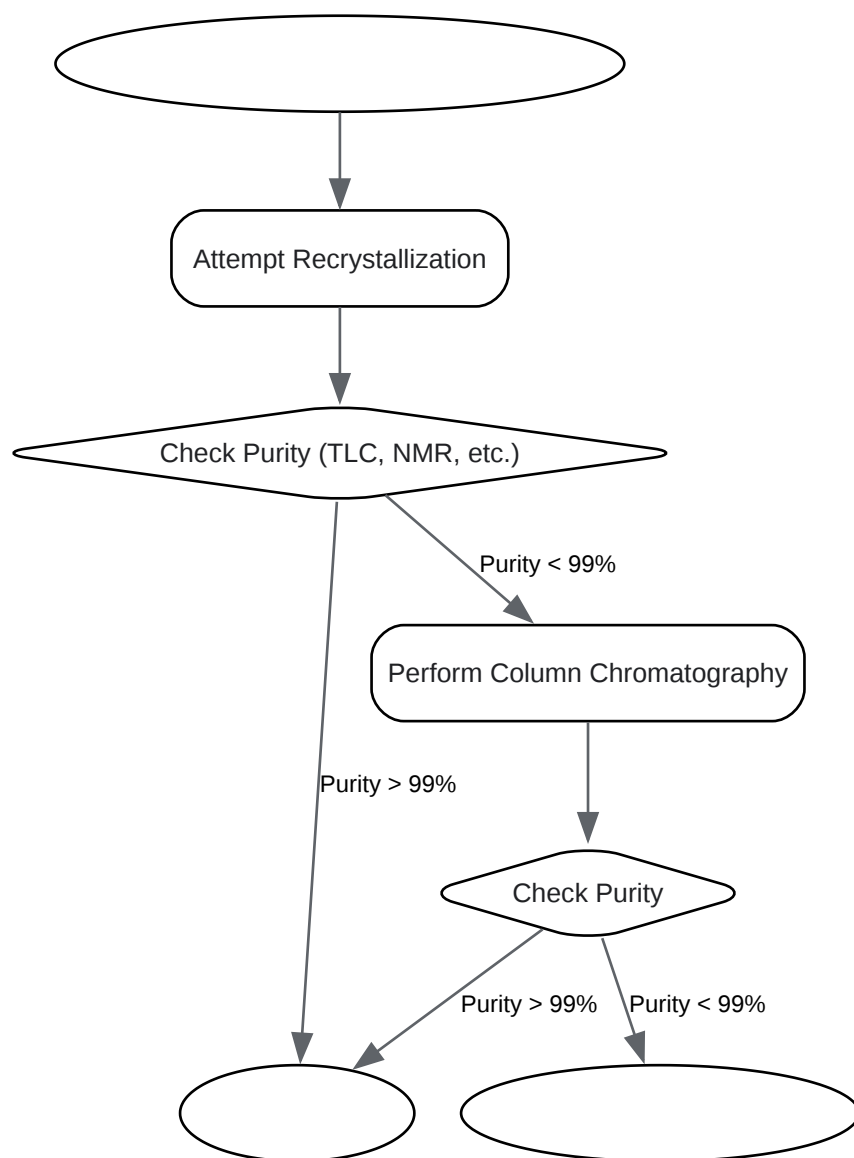 Attempt Recrystallization
Check Purity (TLC, NMR, etc.)
Purity < 99%
Perform Column Chromatography
Purity > 99%
Check Purity
Purity > 99%
Purity < 99%